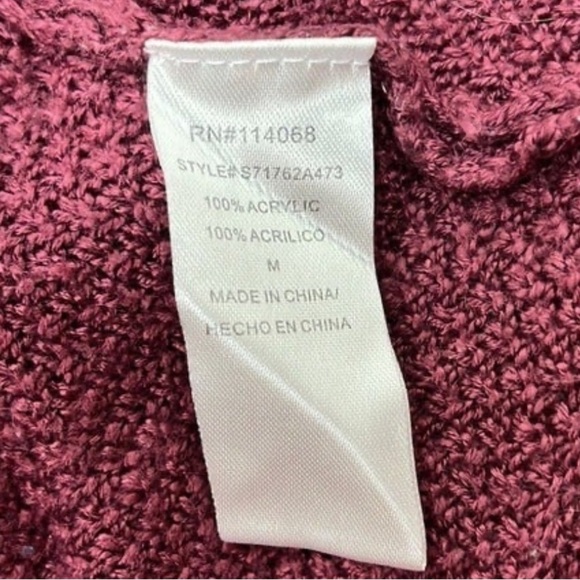 RN#114068
STYLE# S71762A473
100% ACRYLIC
100% ACRILICO
M
MADE IN CHINA/
HECHO EN CHINA